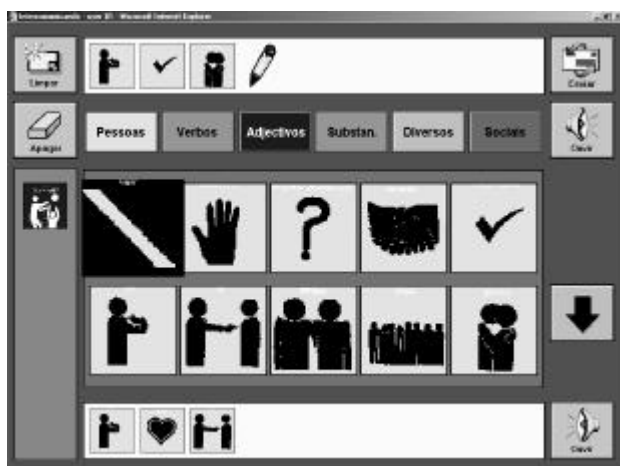 Limpar
Enviar
Pessoas
Verbos
Adjectivos
Substan.
Diversos
Sociais
Apagar
Ouvir
Ouvir